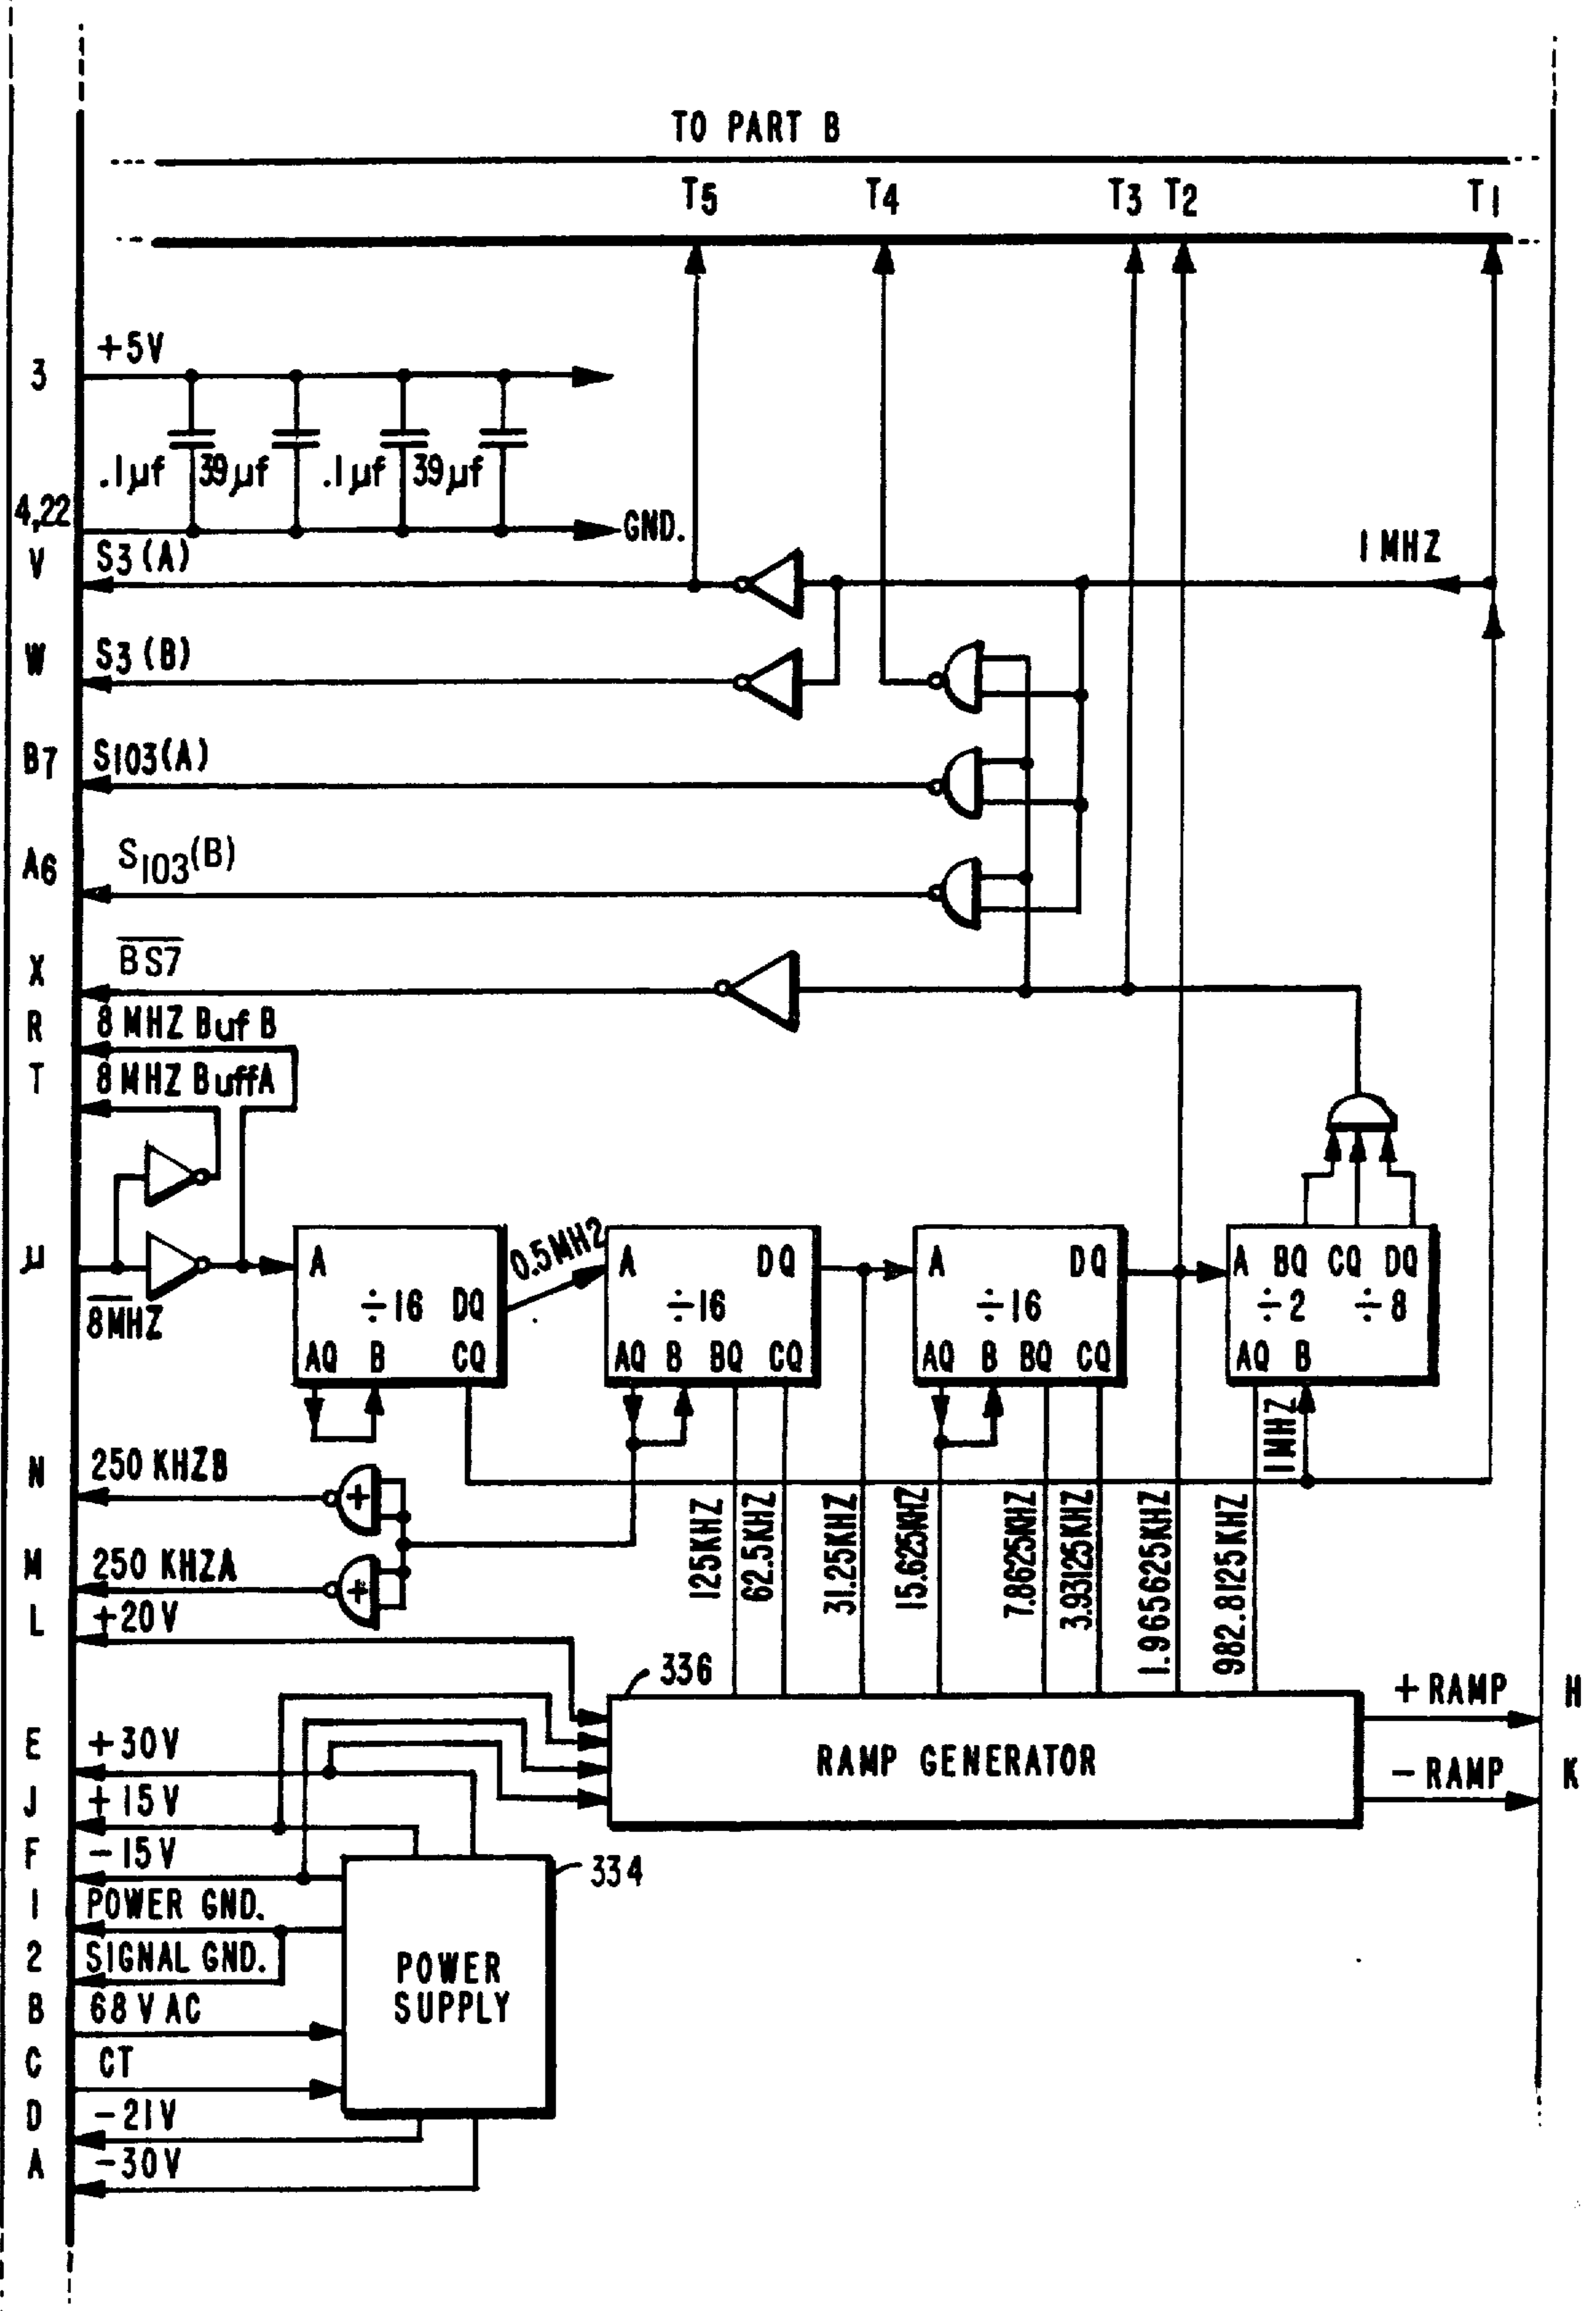 TO PART B
T5 T4 T3 T2 T1
3 +5V
.1µf 39µf .1µf 39µf
4,22 GND.
V S3(A) 1 MHZ
W S3(B)
B7 S103(A)
A6 S103(B)
X BS7
R 8 MHZ Buf B
T 8 MHZ BuffA
µ 8MHZ
A ÷16 DQ AQ B CQ
0.5MHZ
A DQ ÷16 AQ B BQ CQ
A DQ ÷16 AQ B BQ CQ
A BQ CQ DQ ÷2 ÷8 AQ B
1MHZ
N 250 KHZB
M 250 KHZA
125KHZ
62.5KHZ
31.25KHZ
15.625KHZ
7.8625KHZ
3.93125KHZ
1.965625KHZ
982.8125KHZ
L +20V
336
RAMP GENERATOR
+RAMP H
-RAMP K
E +30V
J +15V
F -15V
334
1 POWER GND.
2 SIGNAL GND.
POWER
SUPPLY
B 68VAC
C CT
D -21V
A -30V